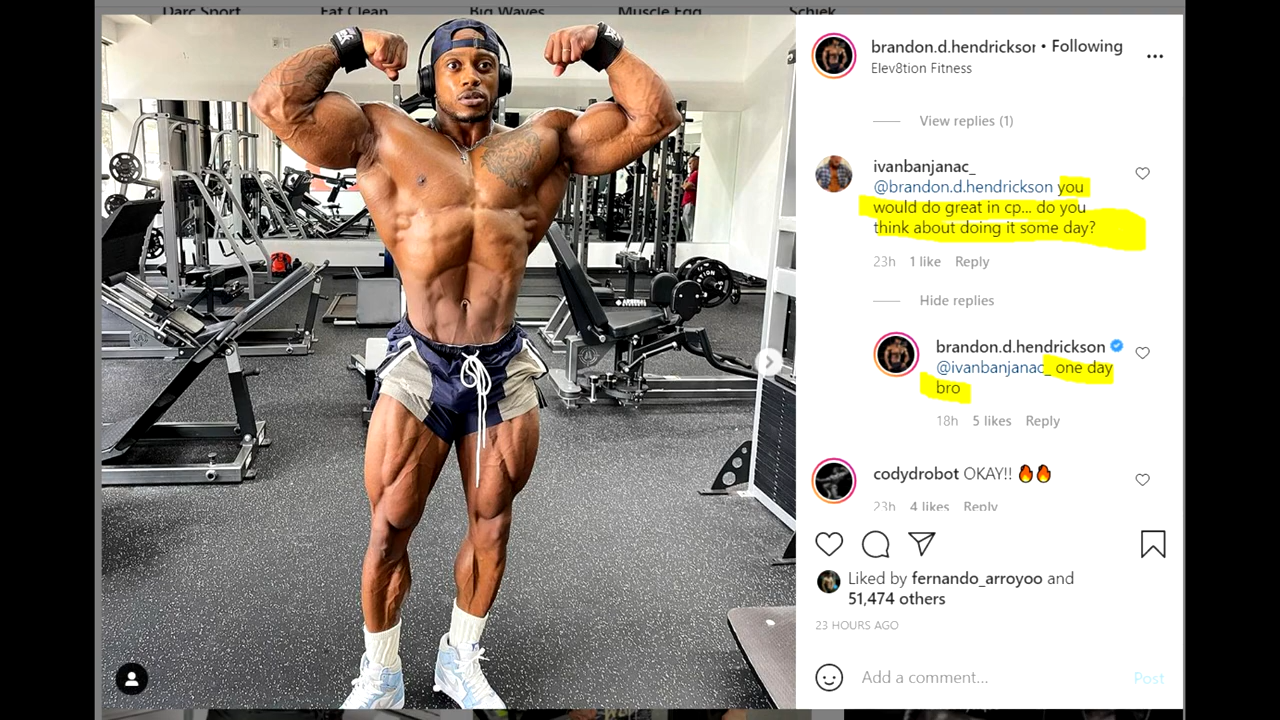 Darc Sport Eat Clean Big Waves Muscle Egg Schiek
brandon.d.hendrickson • Following
Elev8tion Fitness
View replies (1)
ivanbanjanac_
@brandon.d.hendrickson you
would do great in cp... do you
think about doing it some day?
23h 1 like Reply
Hide replies
brandon.d.hendrickson
@ivanbanjanac_ one day
bro
18h 5 likes Reply
codydrobot OKAY!! 🔥🔥
23h 4 likes Reply
Liked by fernando_arroyoo and
51,474 others
23 HOURS AGO
Add a comment... Post